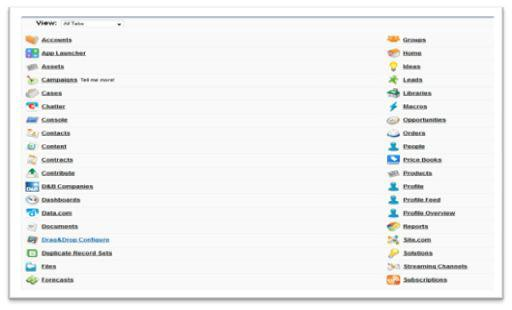 View: All Tabs
Accounts
App Launcher
Assets
Campaigns Tell me more!
Cases
Chatter
Console
Contacts
Content
Contracts
Contribute
D&B Companies
Dashboards
Data.com
Documents
Drag&Drop Configure
Duplicate Record Sets
Files
Forecasts
Groups
Home
Ideas
Leads
Libraries
Macros
Opportunities
Orders
People
Price Books
Products
Profile
Profile Feed
Profile Overview
Reports
Site.com
Solutions
Streaming Channels
Subscriptions